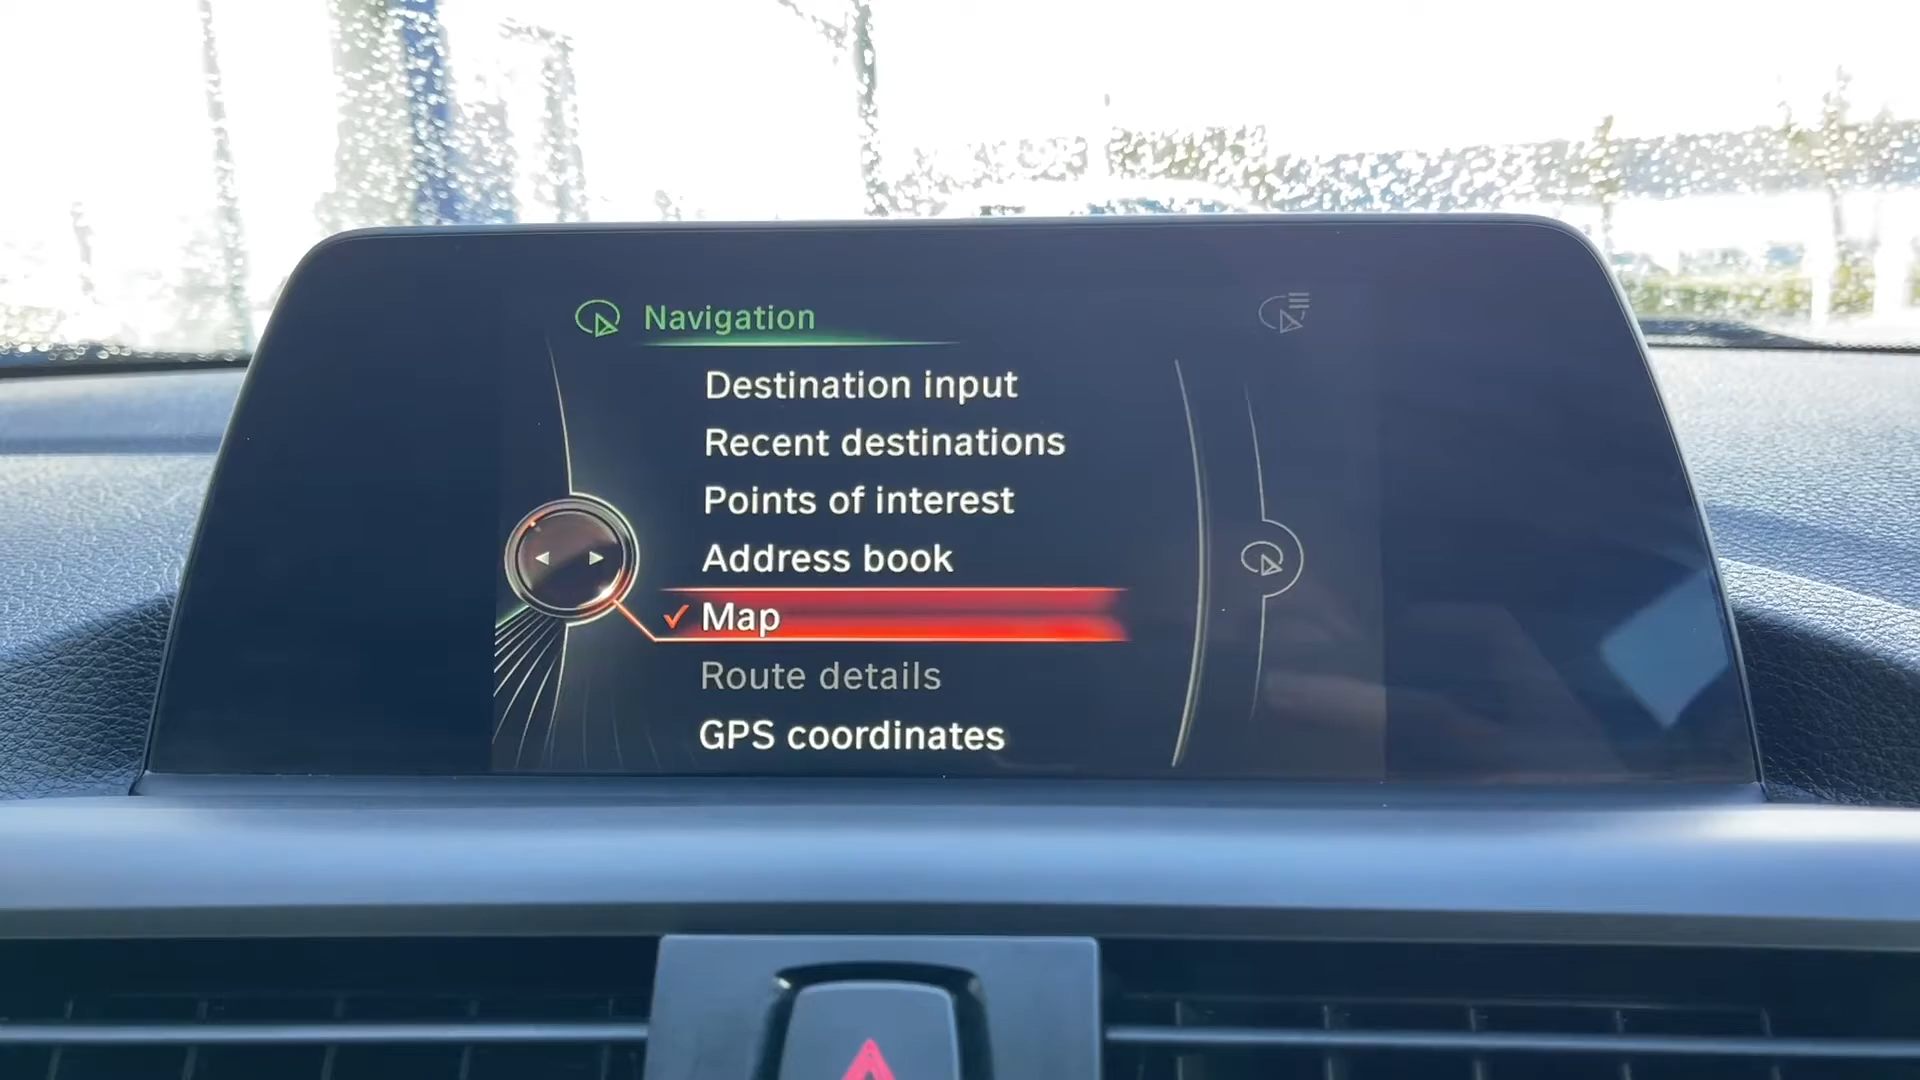 Navigation
Destination input
Recent destinations
Points of interest
Address book
Map
Route details
GPS coordinates